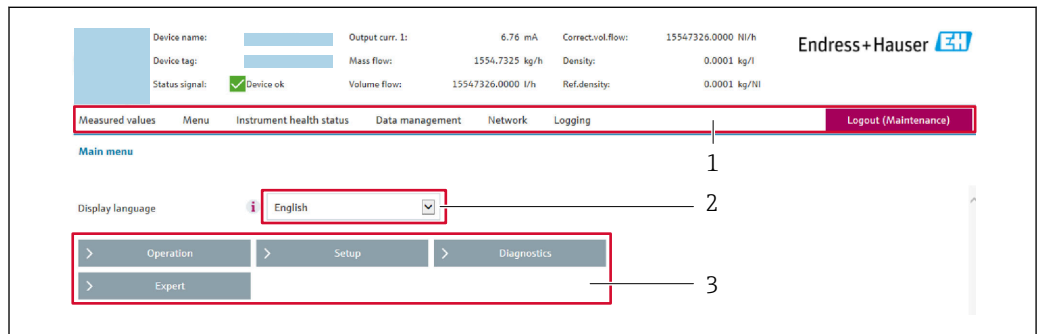 Device name: Output curr. 1: 6.76 mA Correct.vol.flow: 15547326.0000 Nl/h
Endress+Hauser EH
Device tag: Mass flow: 1554.7325 kg/h Density: 0.0001 kg/l
Status signal: Device ok Volume flow: 15547326.0000 l/h Ref.density: 0.0001 kg/Nl
Measured values Menu Instrument health status Data management Network Logging Logout (Maintenance)
1
Main menu
Display language i English 2
> Operation > Setup > Diagnostics
> Expert 3